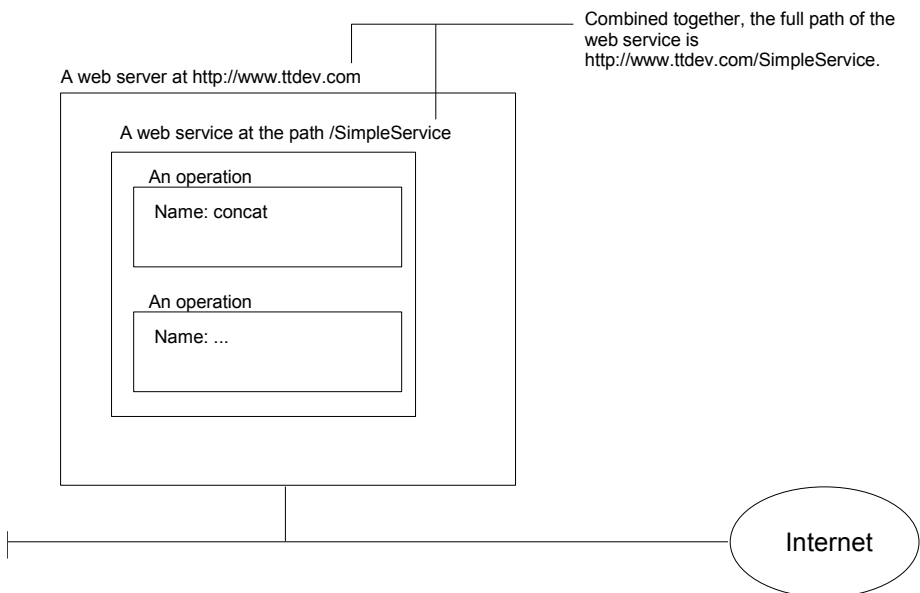 Combined together, the full path of the
web service is
http://www.ttdev.com/SimpleService.
A web server at http://www.ttdev.com
A web service at the path /SimpleService
An operation
Name: concat
An operation
Name: ...
Internet